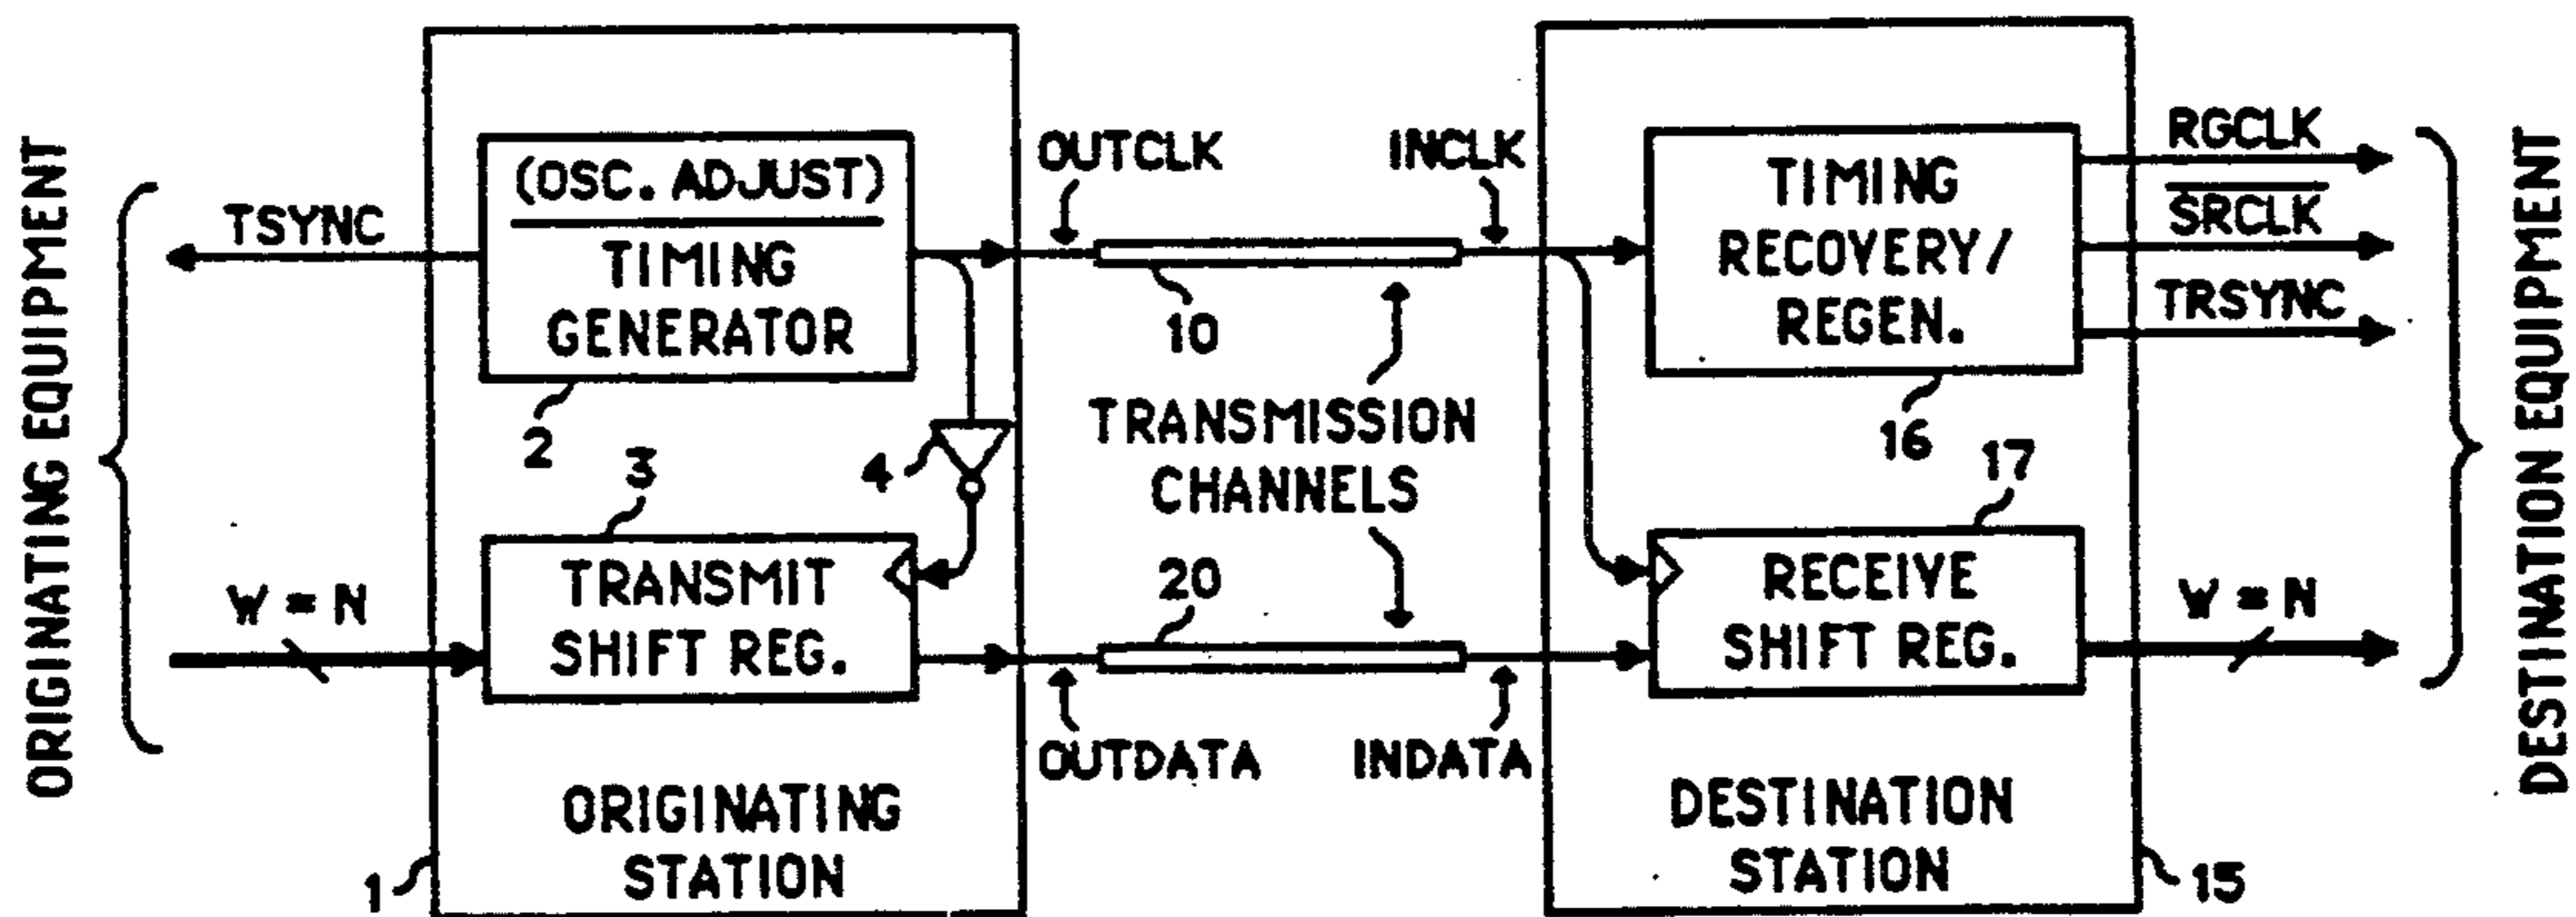 ORIGINATING EQUIPMENT
TSYNC
W = N
(OSC. ADJUST)
TIMING
GENERATOR
2
3
4
TRANSMIT
SHIFT REG.
ORIGINATING
STATION
1
OUTCLK
INCLK
10
TRANSMISSION
CHANNELS
20
OUTDATA
INDATA
TIMING
RECOVERY/
REGEN.
16
17
RECEIVE
SHIFT REG.
DESTINATION
STATION
15
RGCLK
SRCLK
TRSYNC
W = N
DESTINATION EQUIPMENT